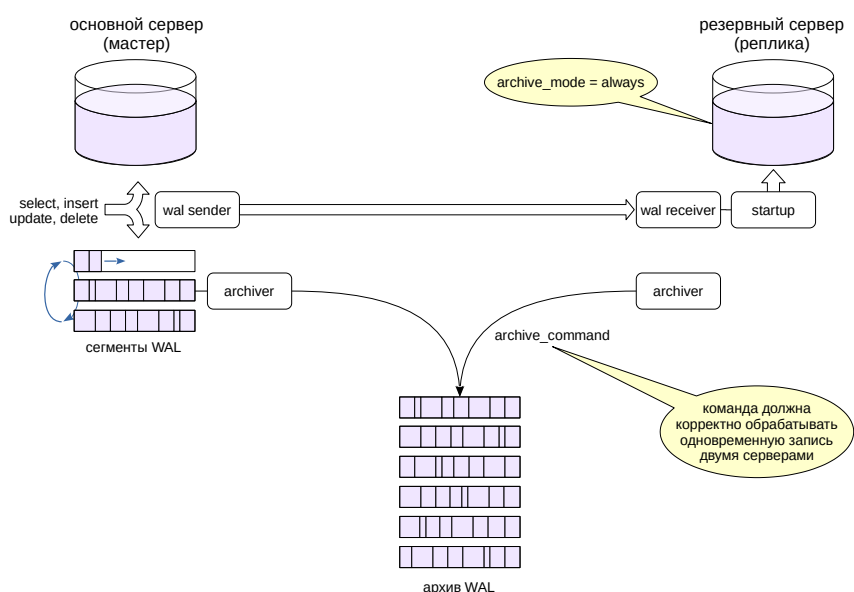 основной сервер
(мастер)
резервный сервер
(реплика)
archive_mode = always
select, insert
update, delete
wal sender
wal receiver
startup
archiver
archiver
сегменты WAL
archive_command
команда должна
корректно обрабатывать
одновременную запись
двумя серверами
архив WAL